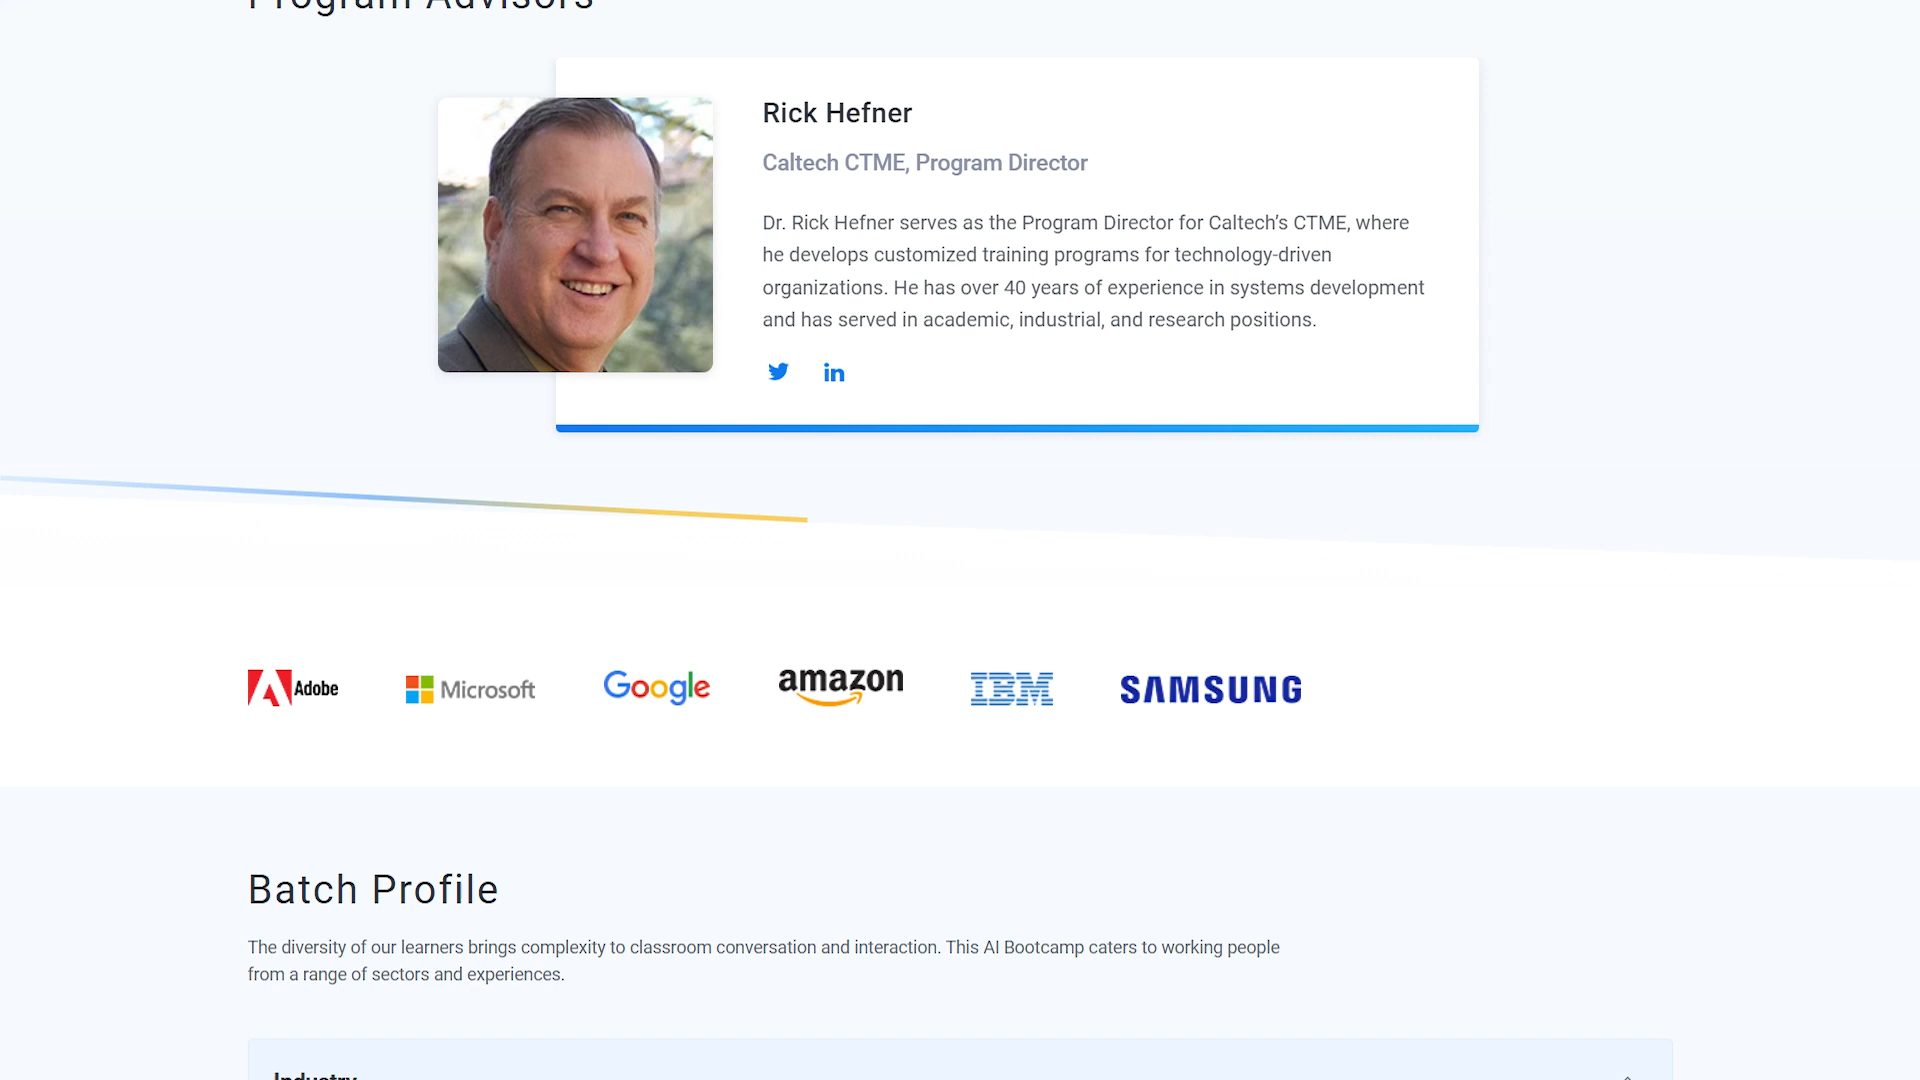 Program Advisors
Rick Hefner
Caltech CTME, Program Director
Dr. Rick Hefner serves as the Program Director for Caltech’s CTME, where
he develops customized training programs for technology-driven
organizations. He has over 40 years of experience in systems development
and has served in academic, industrial, and research positions.
in
Adobe
Microsoft
Google
amazon
IBM
SAMSUNG
Batch Profile
The diversity of our learners brings complexity to classroom conversation and interaction. This AI Bootcamp caters to working people
from a range of sectors and experiences.
Industry